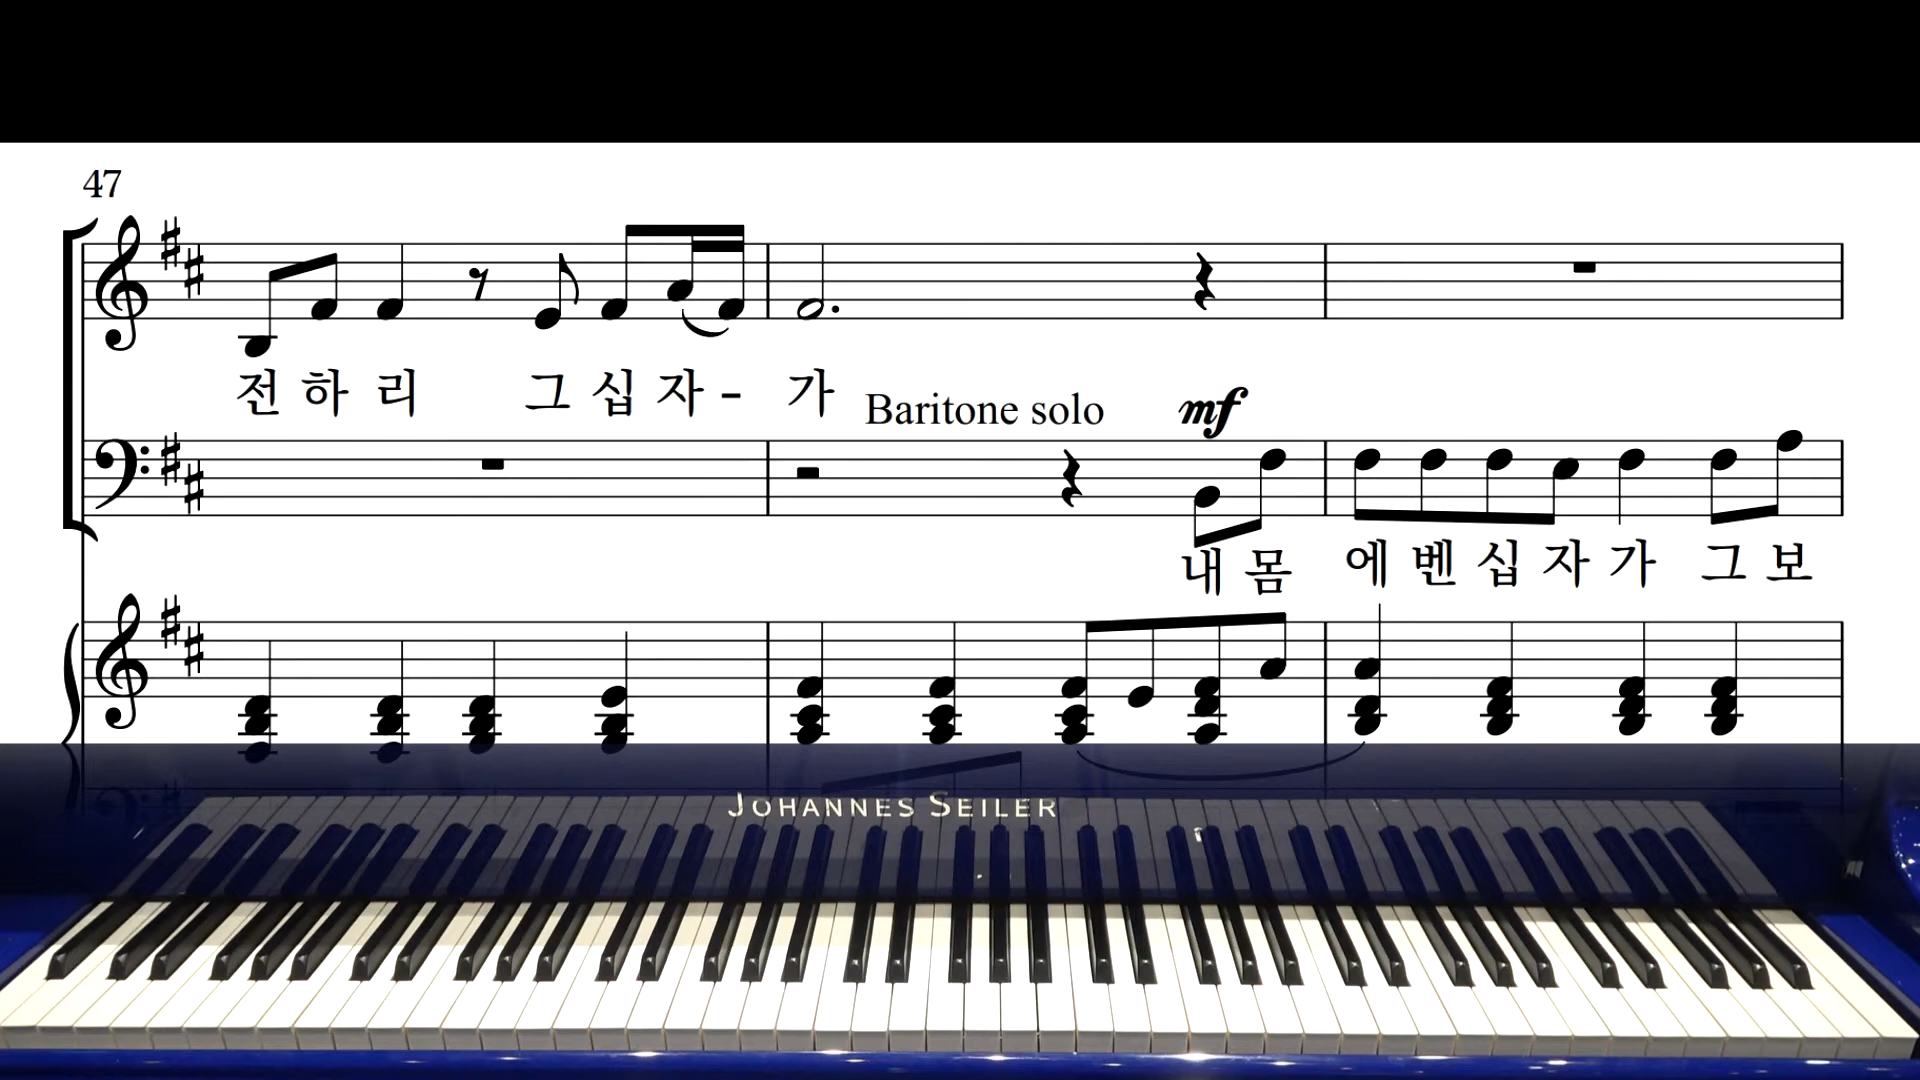 47
전 하 리 그 십 자 - 가
Baritone solo mf
내 몸 에 벤 십 자 가 그 보
JOHANNES SEILER